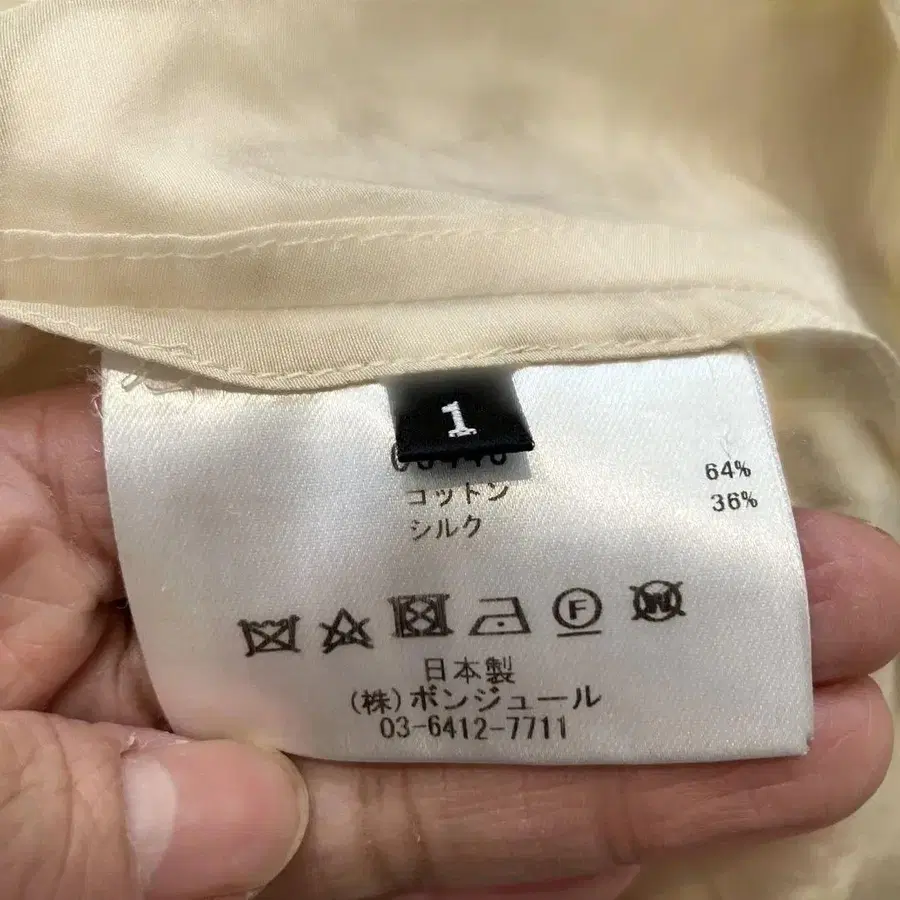 1
コットン 64%
シルク 36%
F
W
日本製
(株)ボンジュール
03-6412-7711